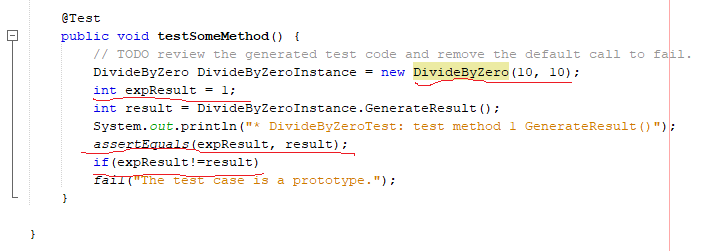 @Test
public void testSomeMethod() {
// TODO review the generated test code and remove the default call to fail.
DivideByZero DivideByZeroInstance = new DivideByZero(10, 10);
int expResult = 1;
int result = DivideByZeroInstance.GenerateResult();
System.out.println("* DivideByZeroTest: test method 1 GenerateResult()");
assertEquals(expResult, result);
if(expResult!=result)
fail("The test case is a prototype.");
}
}